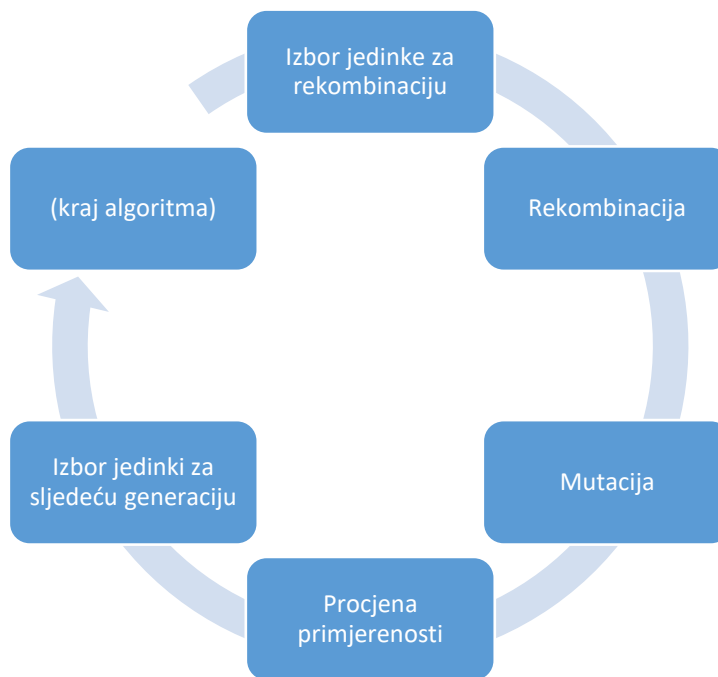 Izbor jedinke za
rekombinaciju
Rekombinacija
Mutacija
Procjena
primjerenosti
Izbor jedinki za
sljedeću generaciju
(kraj algoritma)